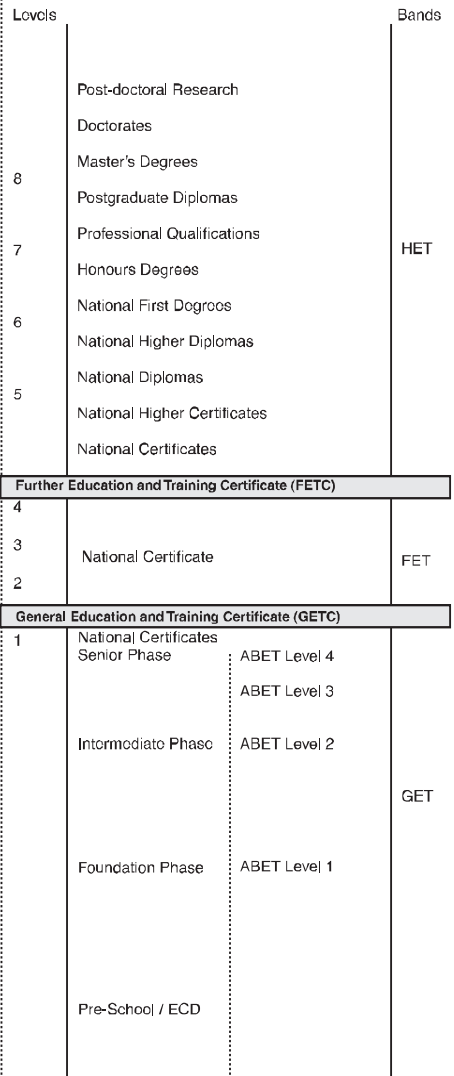 Levels Bands
Post-doctoral Research
Doctorates
Master's Degrees
8
Postgraduate Diplomas
Professional Qualifications
7 HET
Honours Degrees
National First Degrees
6
National Higher Diplomas
National Diplomas
5
National Higher Certificates
National Certificates
Further Education and Training Certificate (FETC)
4
3
National Certificate FET
2
General Education and Training Certificate (GETC)
1 National Certificates
Senior Phase ABET Level 4
ABET Level 3
Intermediate Phase ABET Level 2
GET
Foundation Phase ABET Level 1
Pre-School / ECD